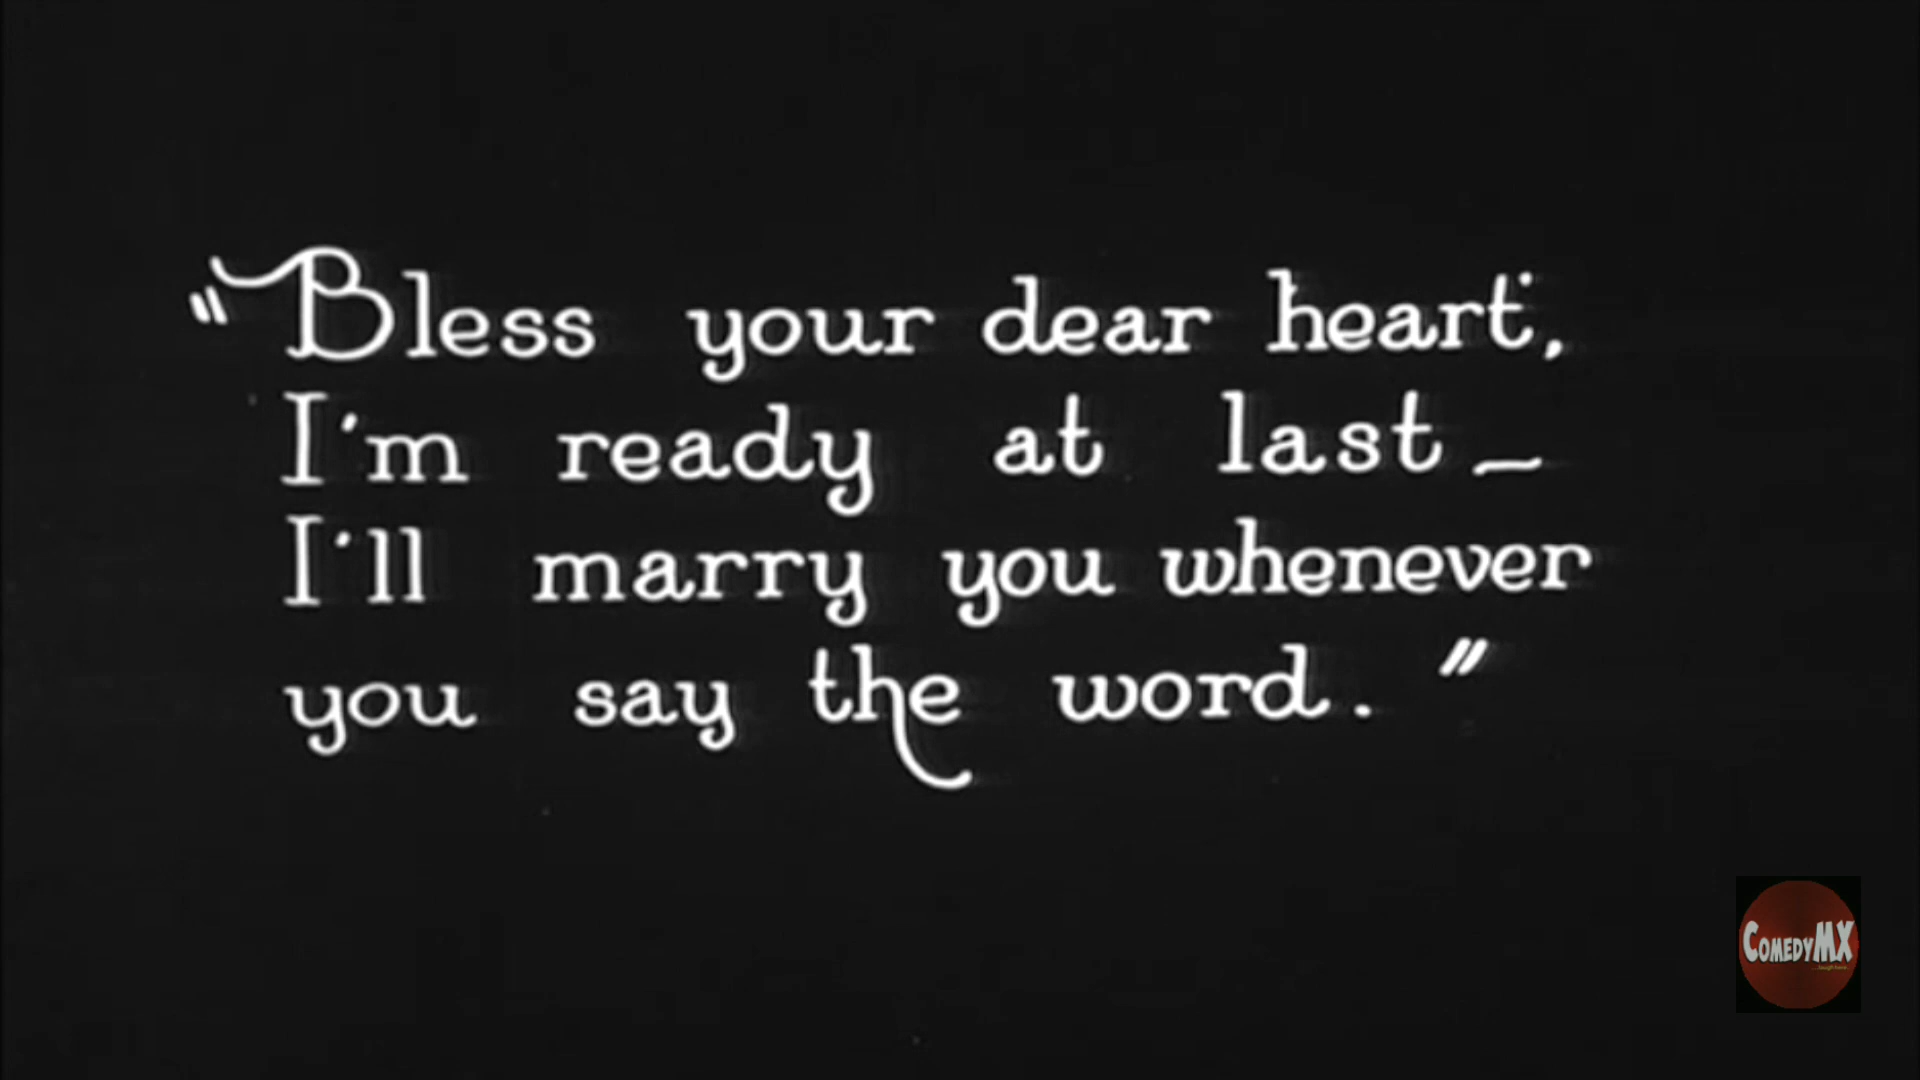 "Bless your dear heart,
I'm ready at last—
I'll marry you whenever
you say the word."
ComedyMX